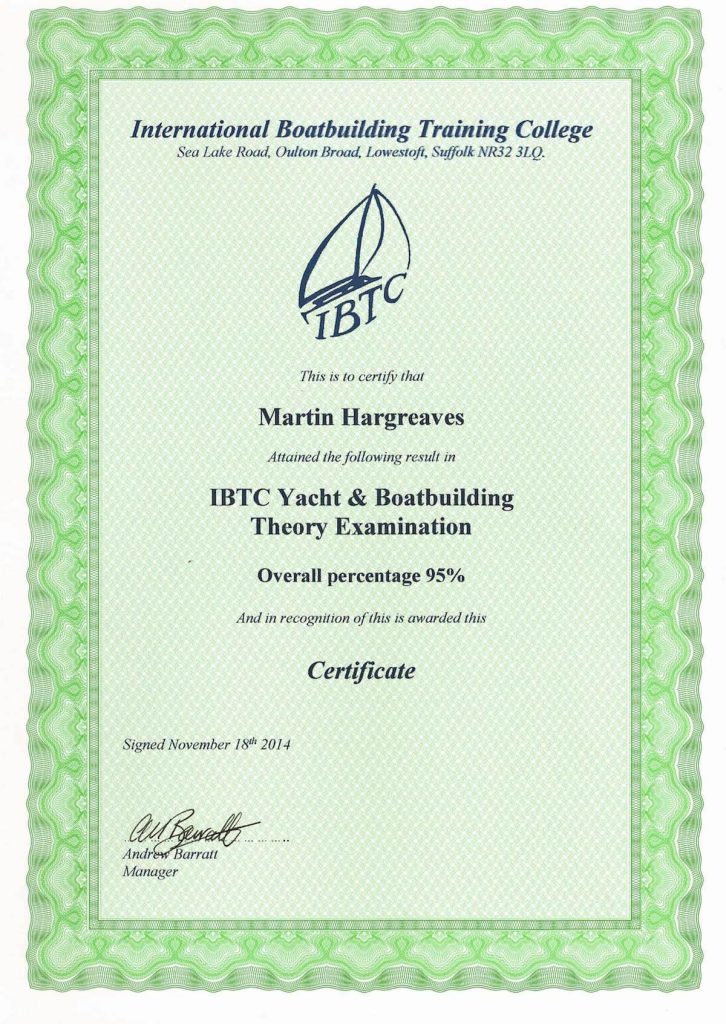 International Boatbuilding Training College
Sea Lake Road, Oulton Broad, Lowestoft, Suffolk NR32 3LQ.
IBTC
This is to certify that
Martin Hargreaves
Attained the following result in
IBTC Yacht & Boatbuilding
Theory Examination
Overall percentage 95%
And in recognition of this is awarded this
Certificate
Signed November 18th 2014
Andrew Barratt
Manager